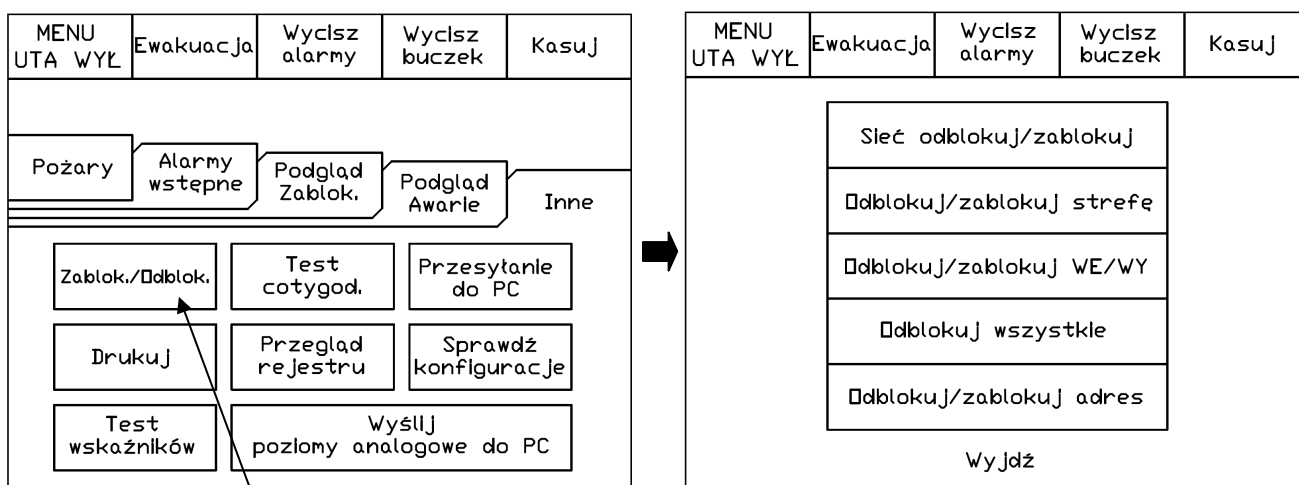 MENU
UTA WYŁ
Ewakuacja
Wycisz
alarmy
Wycisz
buczek
Kasuj
Pożary
Alarmy
wstępne
Podgląd
Zablok.
Podgląd
Awarie
Inne
Zablok./Odblok.
Test
cotygod.
Przesyłanie
do PC
Drukuj
Przegląd
rejestru
Sprawdź
konfiguracje
Test
wskaźników
Wyślij
poziomy analogowe do PC
MENU
UTA WYŁ
Ewakuacja
Wycisz
alarmy
Wycisz
buczek
Kasuj
Sieć odblokuj/zablokuj
Odblokuj/zablokuj strefę
Odblokuj/zablokuj WE/WY
Odblokuj wszystkie
Odblokuj/zablokuj adres
Wyjdź